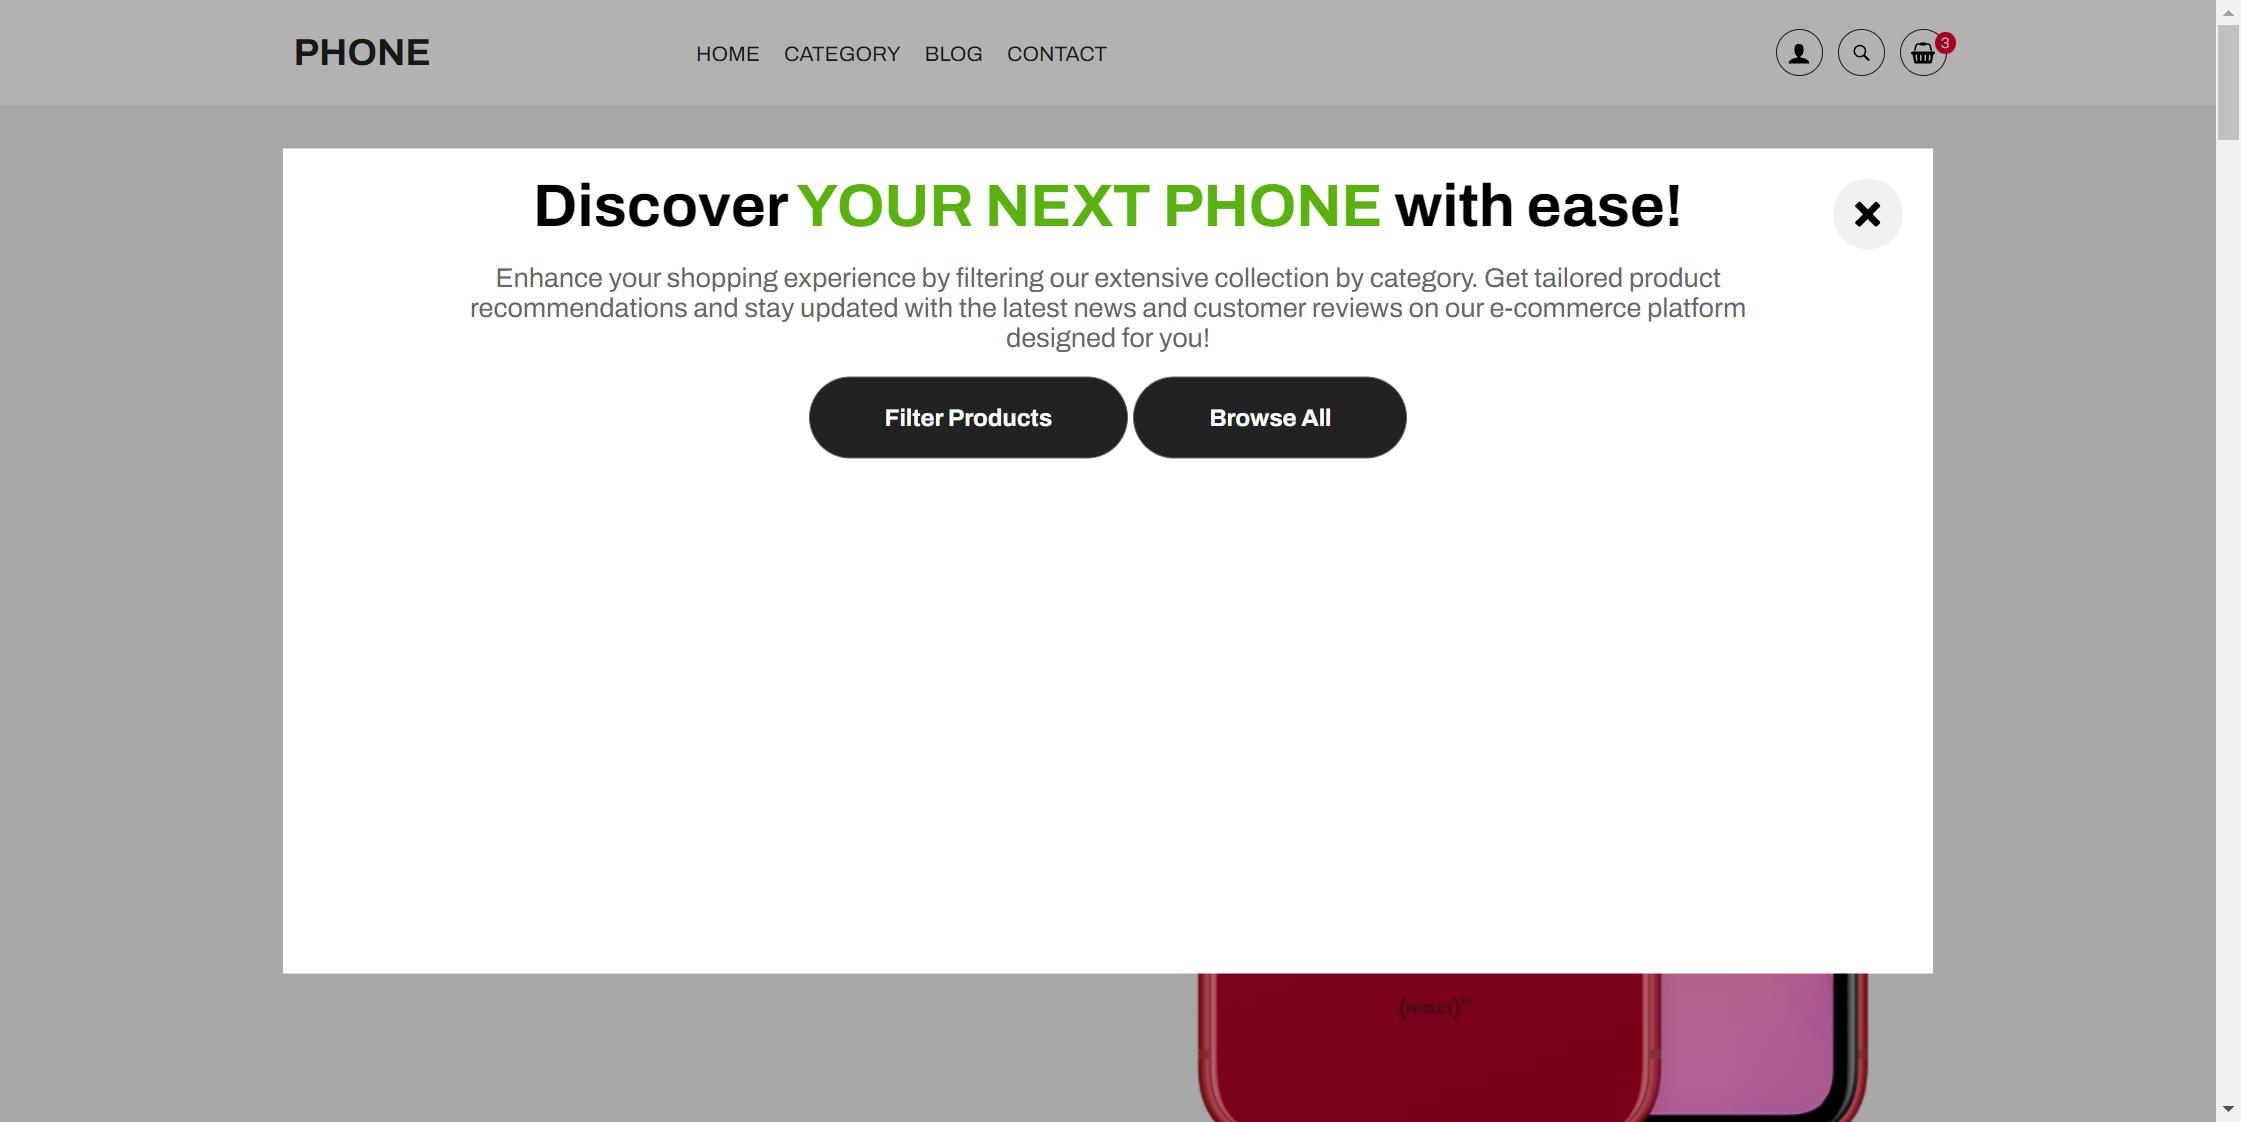 PHONE
HOME CATEGORY BLOG CONTACT
3
Discover YOUR NEXT PHONE with ease!
Enhance your shopping experience by filtering our extensive collection by category. Get tailored product
recommendations and stay updated with the latest news and customer reviews on our e-commerce platform
designed for you!
Filter Products Browse All
(PRODUCT)